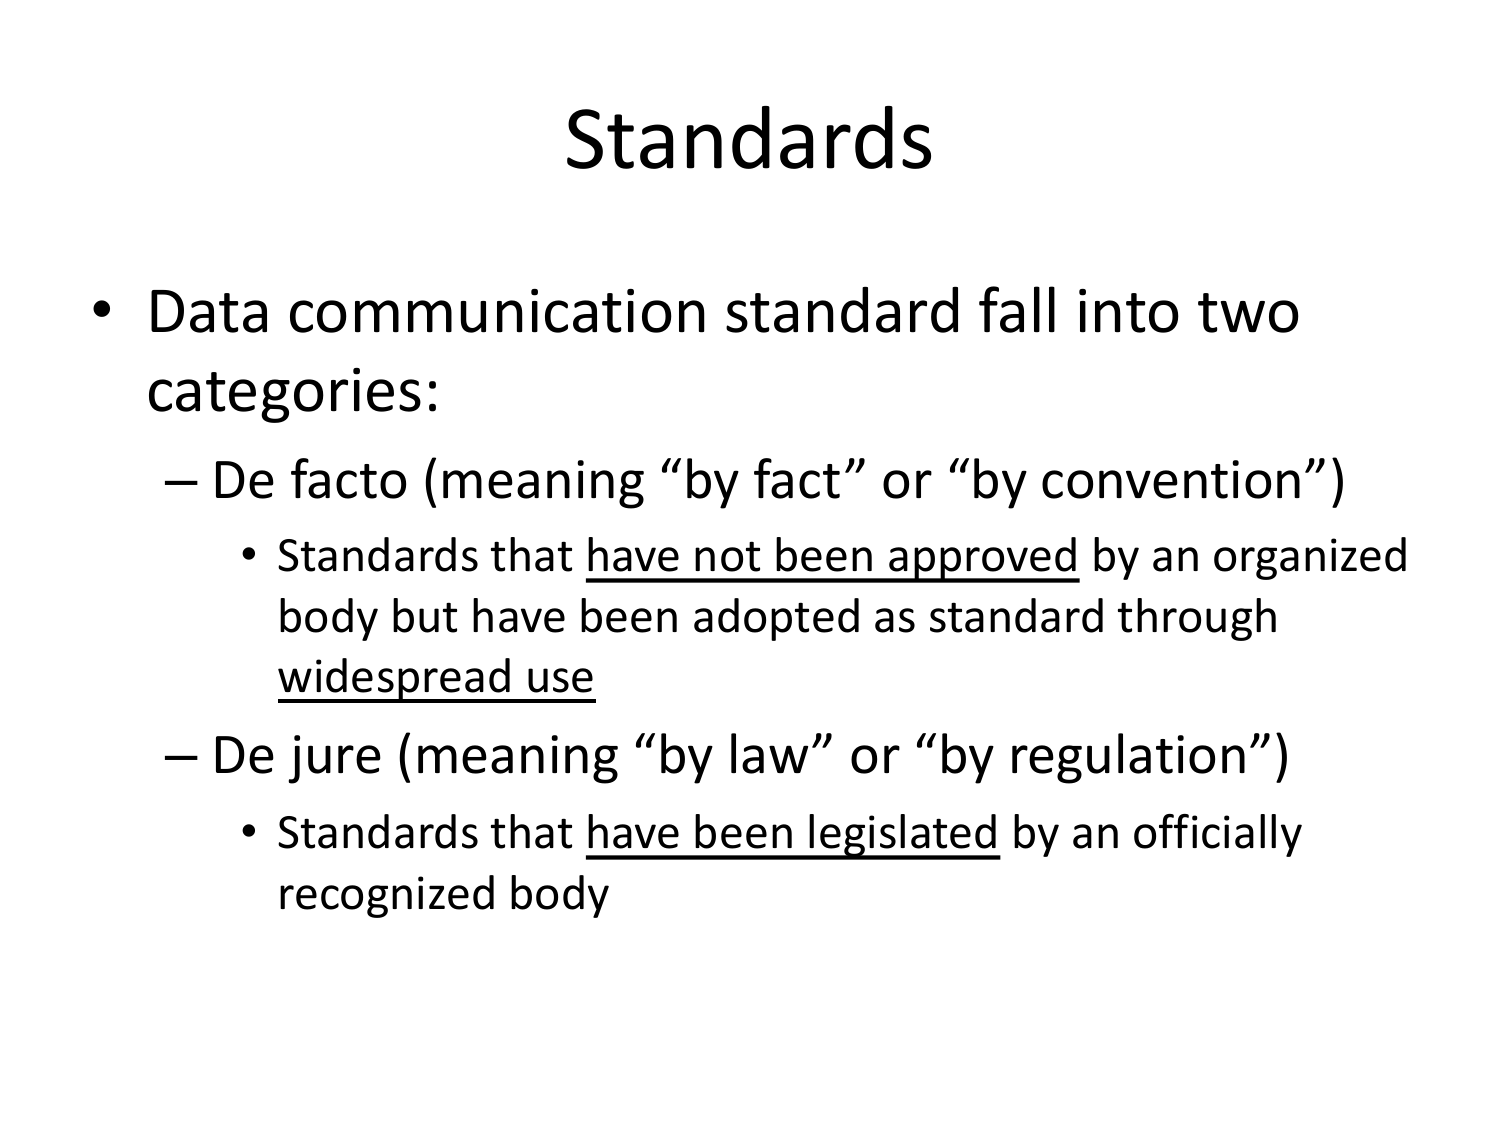 Standards
• Data communication standard fall into two
categories:
– De facto (meaning “by fact” or “by convention”)
• Standards that have not been approved by an organized
body but have been adopted as standard through
widespread use
– De jure (meaning “by law” or “by regulation”)
• Standards that have been legislated by an officially
recognized body